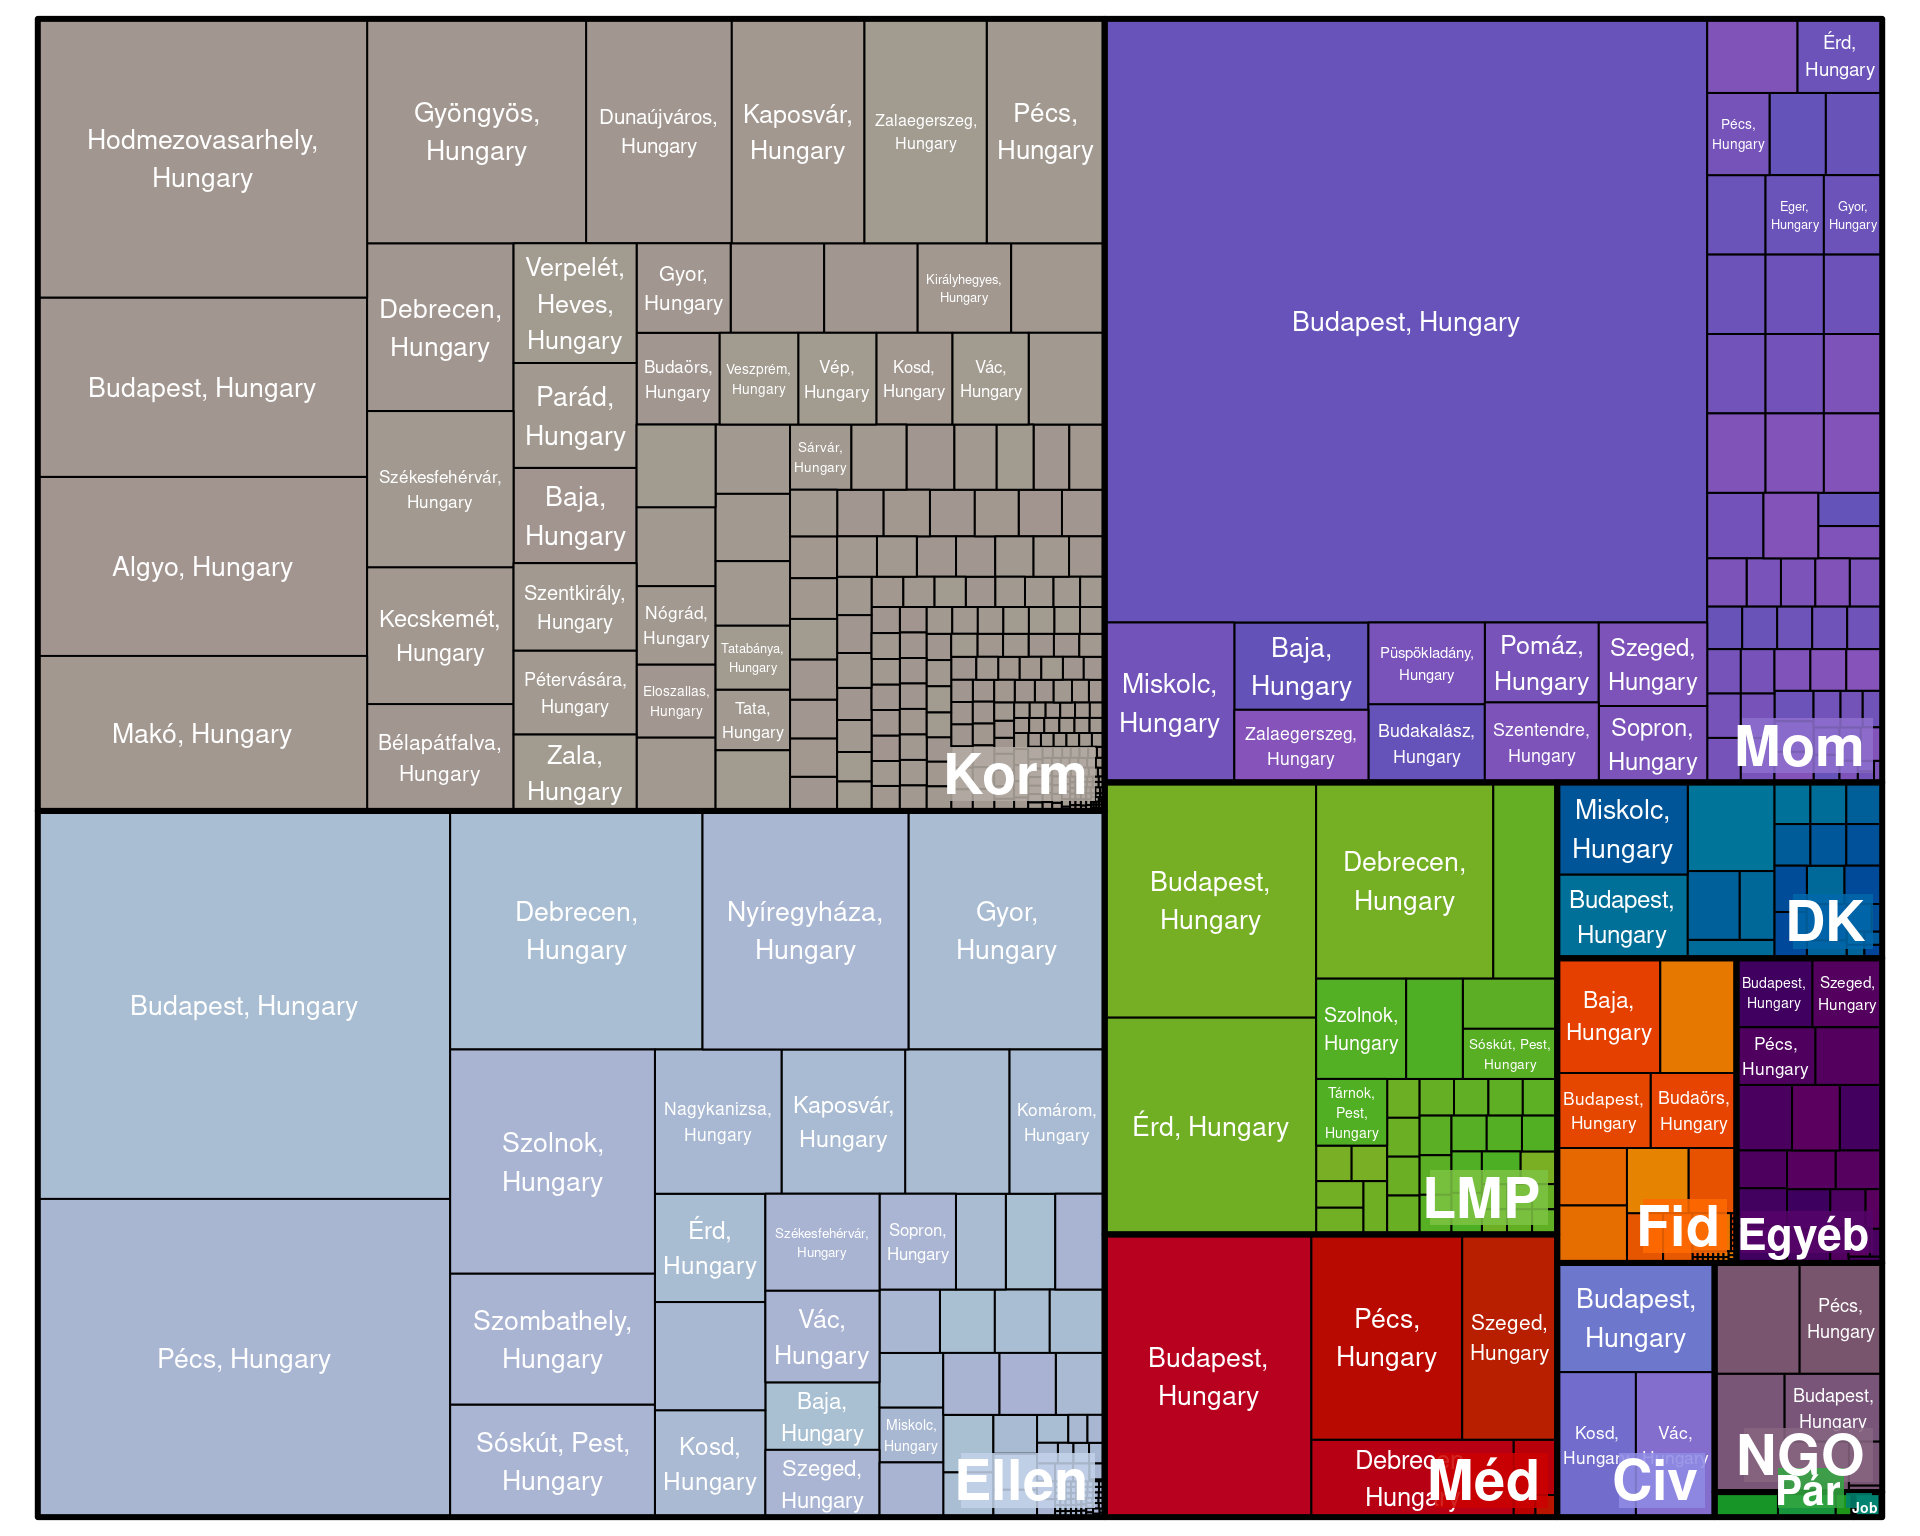 Hodmezovasarhely,
Hungary
Budapest, Hungary
Algyo, Hungary
Makó, Hungary
Gyöngyös,
Hungary
Dunaújváros,
Hungary
Kaposvár,
Hungary
Zalaegerszeg,
Hungary
Pécs,
Hungary
Debrecen,
Hungary
Székesfehérvár,
Hungary
Kecskemét,
Hungary
Bélapátfalva,
Hungary
Verpelét,
Heves,
Hungary
Parád,
Hungary
Baja,
Hungary
Szentkirály,
Hungary
Pétervására,
Hungary
Zala,
Hungary
Gyor,
Hungary
Királyhegyes,
Hungary
Budaörs,
Hungary
Veszprém,
Hungary
Vép,
Hungary
Kosd,
Hungary
Vác,
Hungary
Sárvár,
Hungary
Nógrád,
Hungary
Eloszallas,
Hungary
Tatabánya,
Hungary
Tata,
Hungary
Korm
Budapest, Hungary
Miskolc,
Hungary
Baja,
Hungary
Zalaegerszeg,
Hungary
Püspökladány,
Hungary
Budakalász,
Hungary
Pomáz,
Hungary
Szentendre,
Hungary
Szeged,
Hungary
Sopron,
Hungary
Érd,
Hungary
Pécs,
Hungary
Eger,
Hungary
Gyor,
Hungary
Mom
Budapest, Hungary
Pécs, Hungary
Debrecen,
Hungary
Nyíregyháza,
Hungary
Gyor,
Hungary
Szolnok,
Hungary
Szombathely,
Hungary
Sóskút, Pest,
Hungary
Nagykanizsa,
Hungary
Kaposvár,
Hungary
Komárom,
Hungary
Érd,
Hungary
Kosd,
Hungary
Székesfehérvár,
Hungary
Vác,
Hungary
Baja,
Hungary
Szeged,
Hungary
Sopron,
Hungary
Miskolc,
Hungary
Ellen
Budapest,
Hungary
Érd, Hungary
Debrecen,
Hungary
Szolnok,
Hungary
Sóskút, Pest,
Hungary
Tárnok,
Pest,
Hungary
LMP
Budapest,
Hungary
Pécs,
Hungary
Szeged,
Hungary
Debrecen,
Hungary
Méd
Miskolc,
Hungary
Budapest,
Hungary
DK
Baja,
Hungary
Budapest,
Hungary
Budaörs,
Hungary
Fid
Budapest,
Hungary
Szeged,
Hungary
Pécs,
Hungary
Egyéb
Budapest,
Hungary
Kosd,
Hungary
Vác,
Hungary
Civ
Pécs,
Hungary
Budapest,
Hungary
NGO
Pár
Job